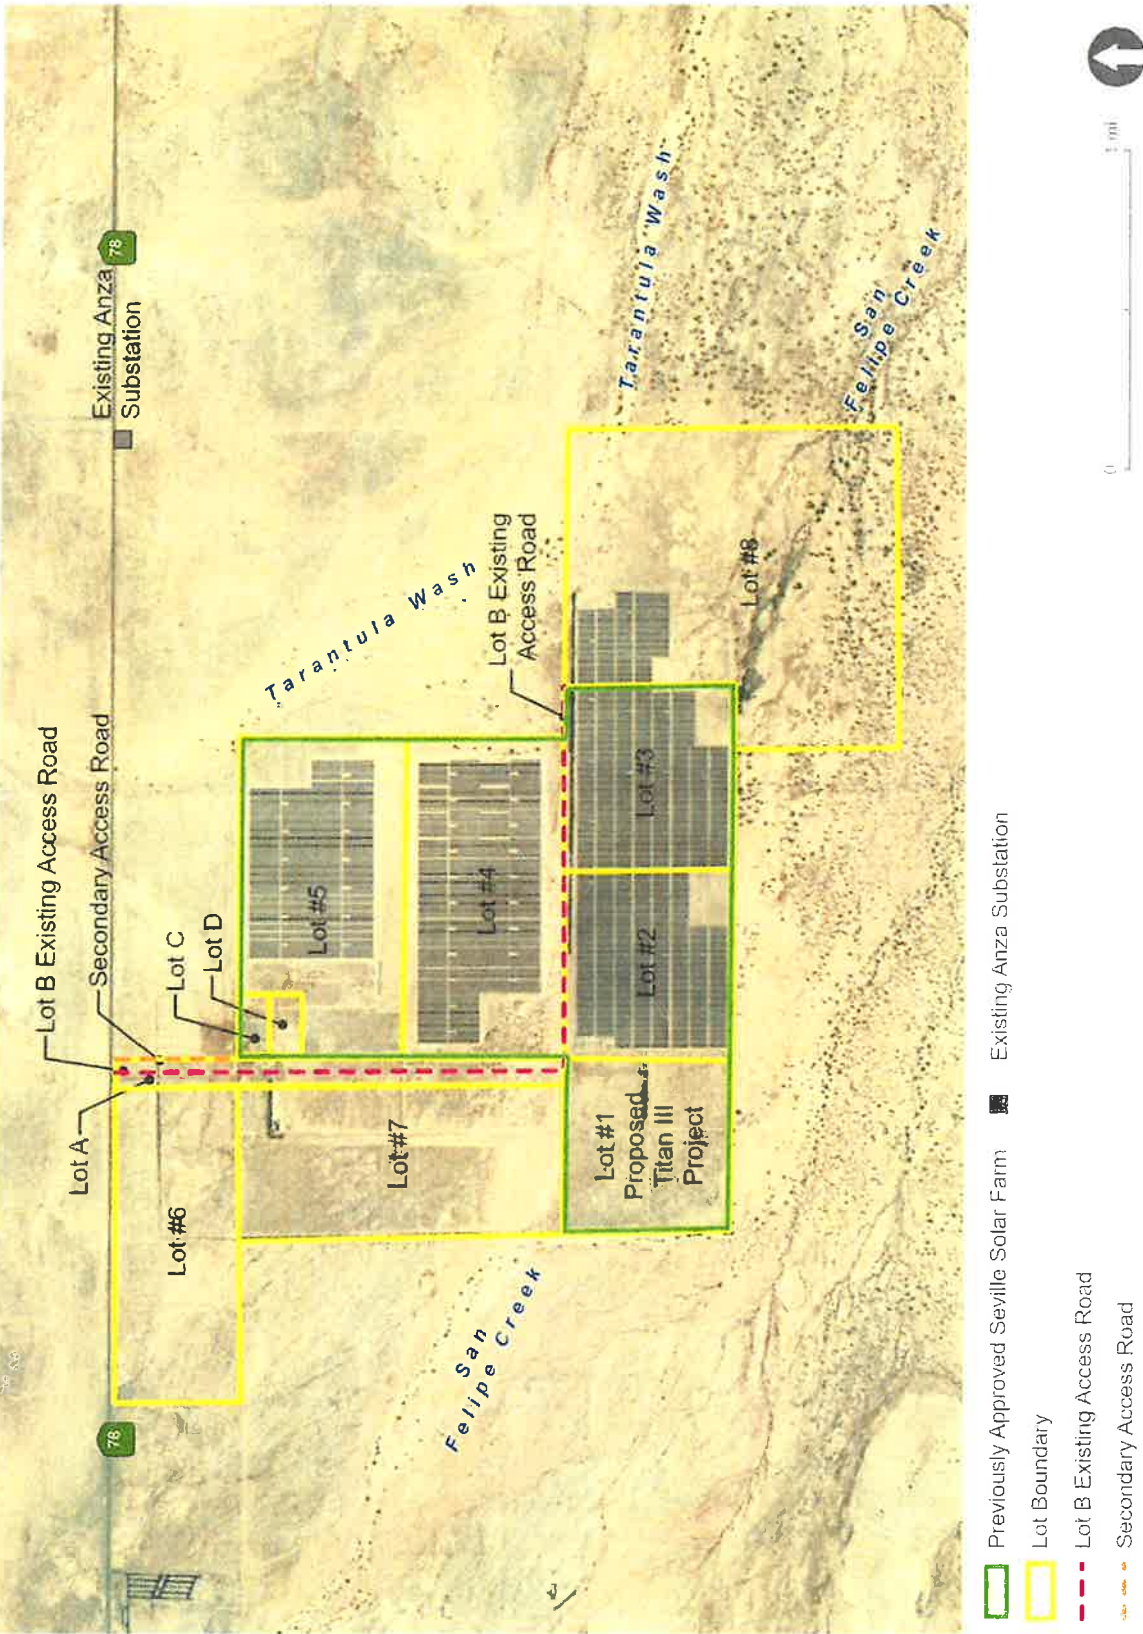 78
Existing Anza
Substation
78
Lot B Existing Access Road
Secondary Access Road
Lot A
Lot C
Lot D
Lot #6
Lot #7
Lot #5
Lot #4
Tarantula Wash
Lot B Existing
Access Road
San
Felipe Creek
Lot #1
Proposed
Titan III
Project
Lot #2
Lot #3
Lot #8
Tarantula Wash
San
Felipe Creek
Previously Approved Seville Solar Farm
Existing Anza Substation
Lot Boundary
Lot B Existing Access Road
Secondary Access Road
0
1 mi